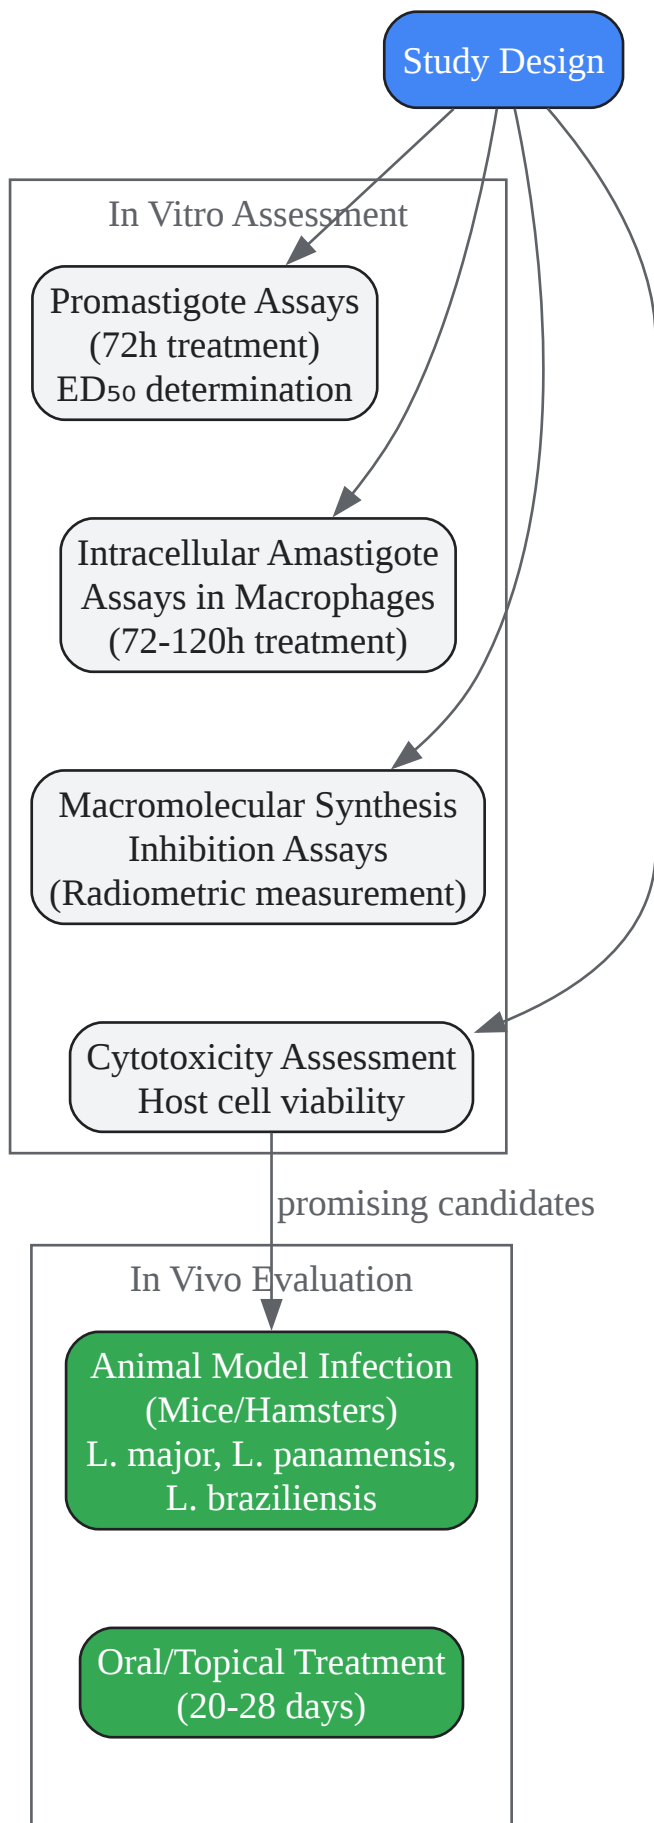 Study Design
In Vitro Assessment
Promastigote Assays
(72h treatment)
ED₅₀ determination
Intracellular Amastigote
Assays in Macrophages
(72-120h treatment)
Macromolecular Synthesis
Inhibition Assays
(Radiometric measurement)
Cytotoxicity Assessment
Host cell viability
promising candidates
In Vivo Evaluation
Animal Model Infection
(Mice/Hamsters)
L. major, L. panamensis,
L. braziliensis
Oral/Topical Treatment
(20-28 days)